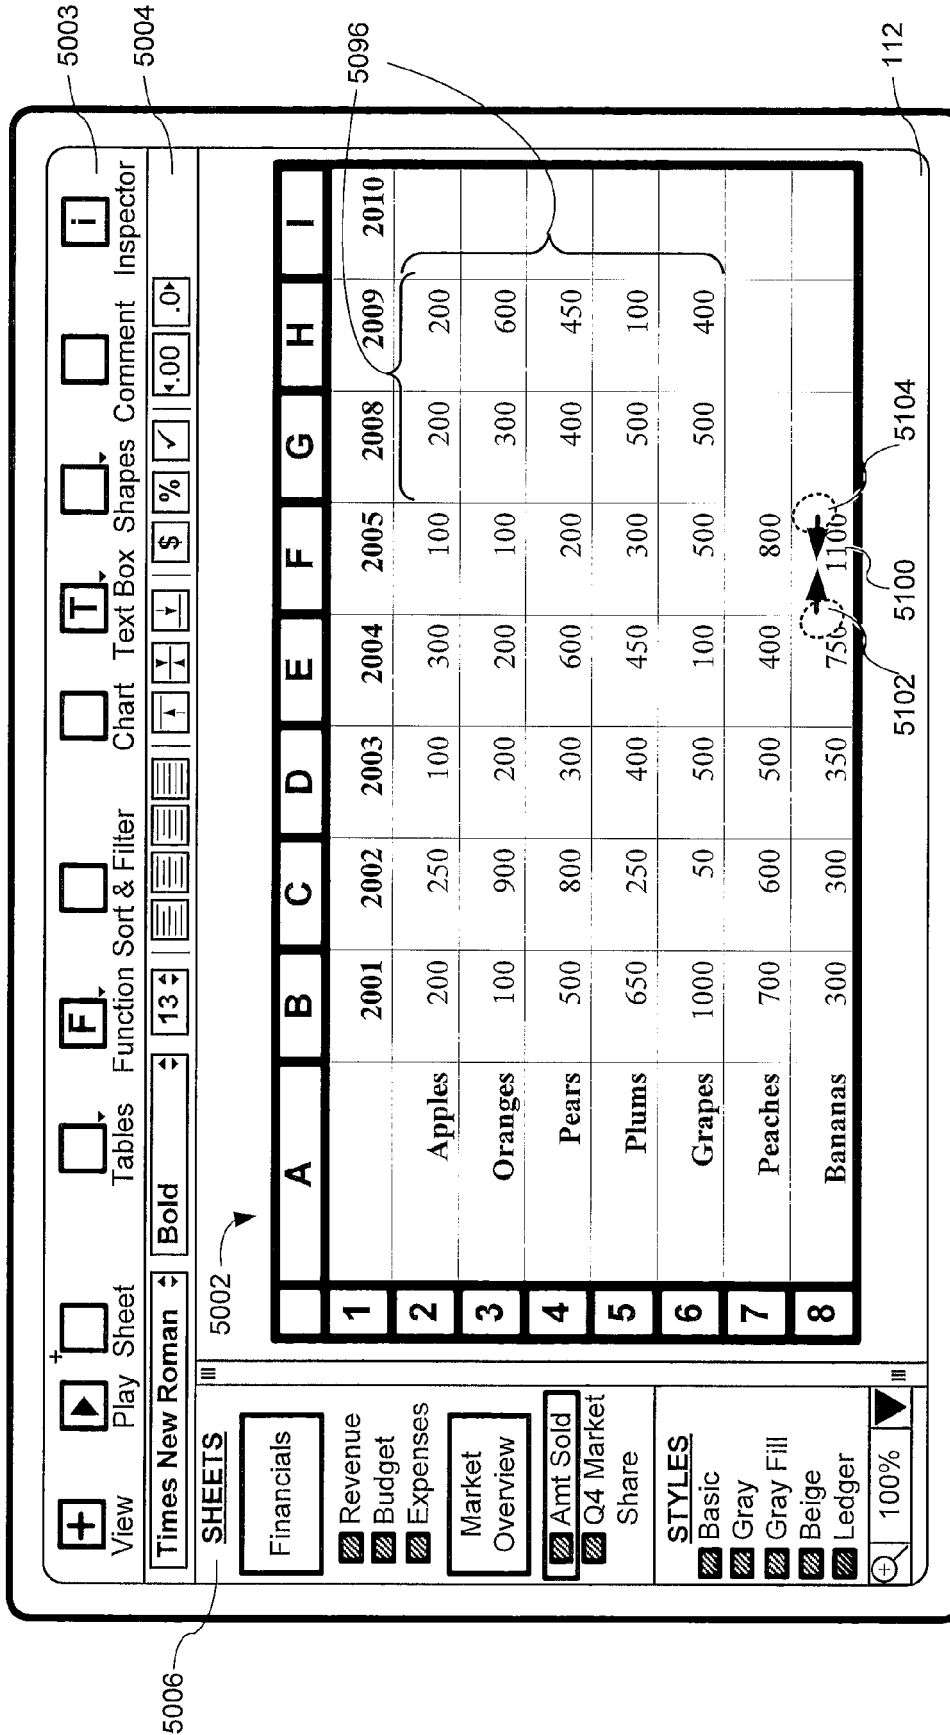 5003
5004
5096
112
View Play Sheet Tables Function Sort & Filter Chart Text Box Shapes Comment Inspector
+ F T i
Times New Roman Bold 13 $ % ✓ .00 .0
5006
SHEETS
Financials
Revenue
Budget
Expenses
Market
Overview
Amt Sold
Q4 Market
Share
STYLES
Basic
Gray
Gray Fill
Beige
Ledger
100%
5002
A B C D E F G H I
1 2001 2002 2003 2004 2005 2008 2009 2010
2 Apples 200 250 100 300 100 200 200
3 Oranges 100 900 200 200 100 300 600
4 Pears 500 800 300 600 200 400 450
5 Plums 650 250 400 450 300 500 100
6 Grapes 1000 50 500 100 500 500 400
7 Peaches 700 600 500 400 800
8 Bananas 300 300 350 750 1100
5102
5100
5104